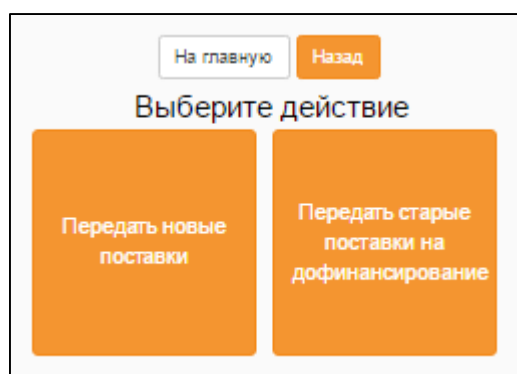 На главную Назад
Выберите действие
Передать новые
поставки
Передать старые
поставки на
дофинансирование